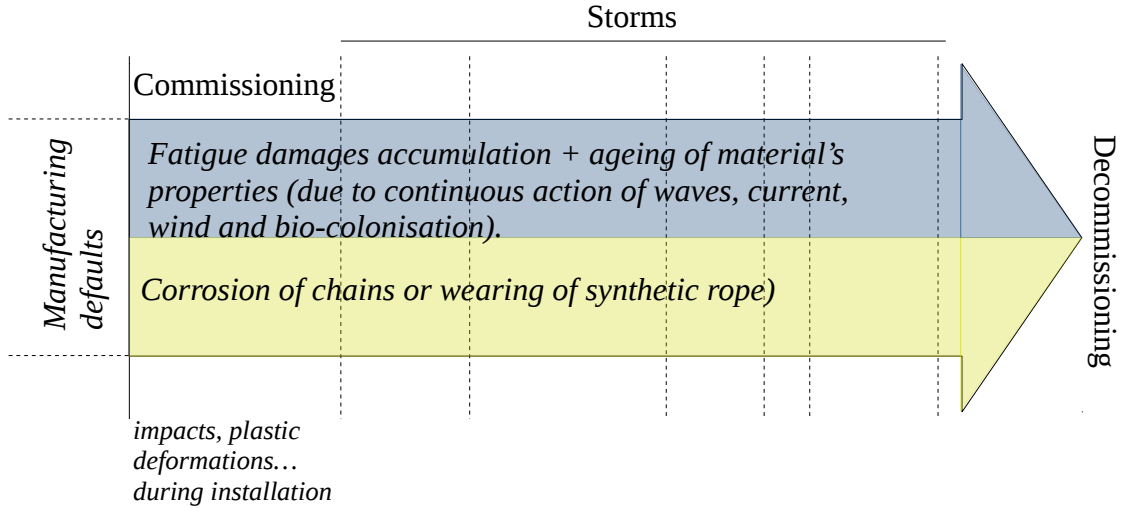 Storms
Commissioning
Manufacturing
defaults
Fatigue damages accumulation + ageing of material’s
properties (due to continuous action of waves, current,
wind and bio-colonisation).
Corrosion of chains or wearing of synthetic rope)
Decommissioning
impacts, plastic
deformations…
during installation